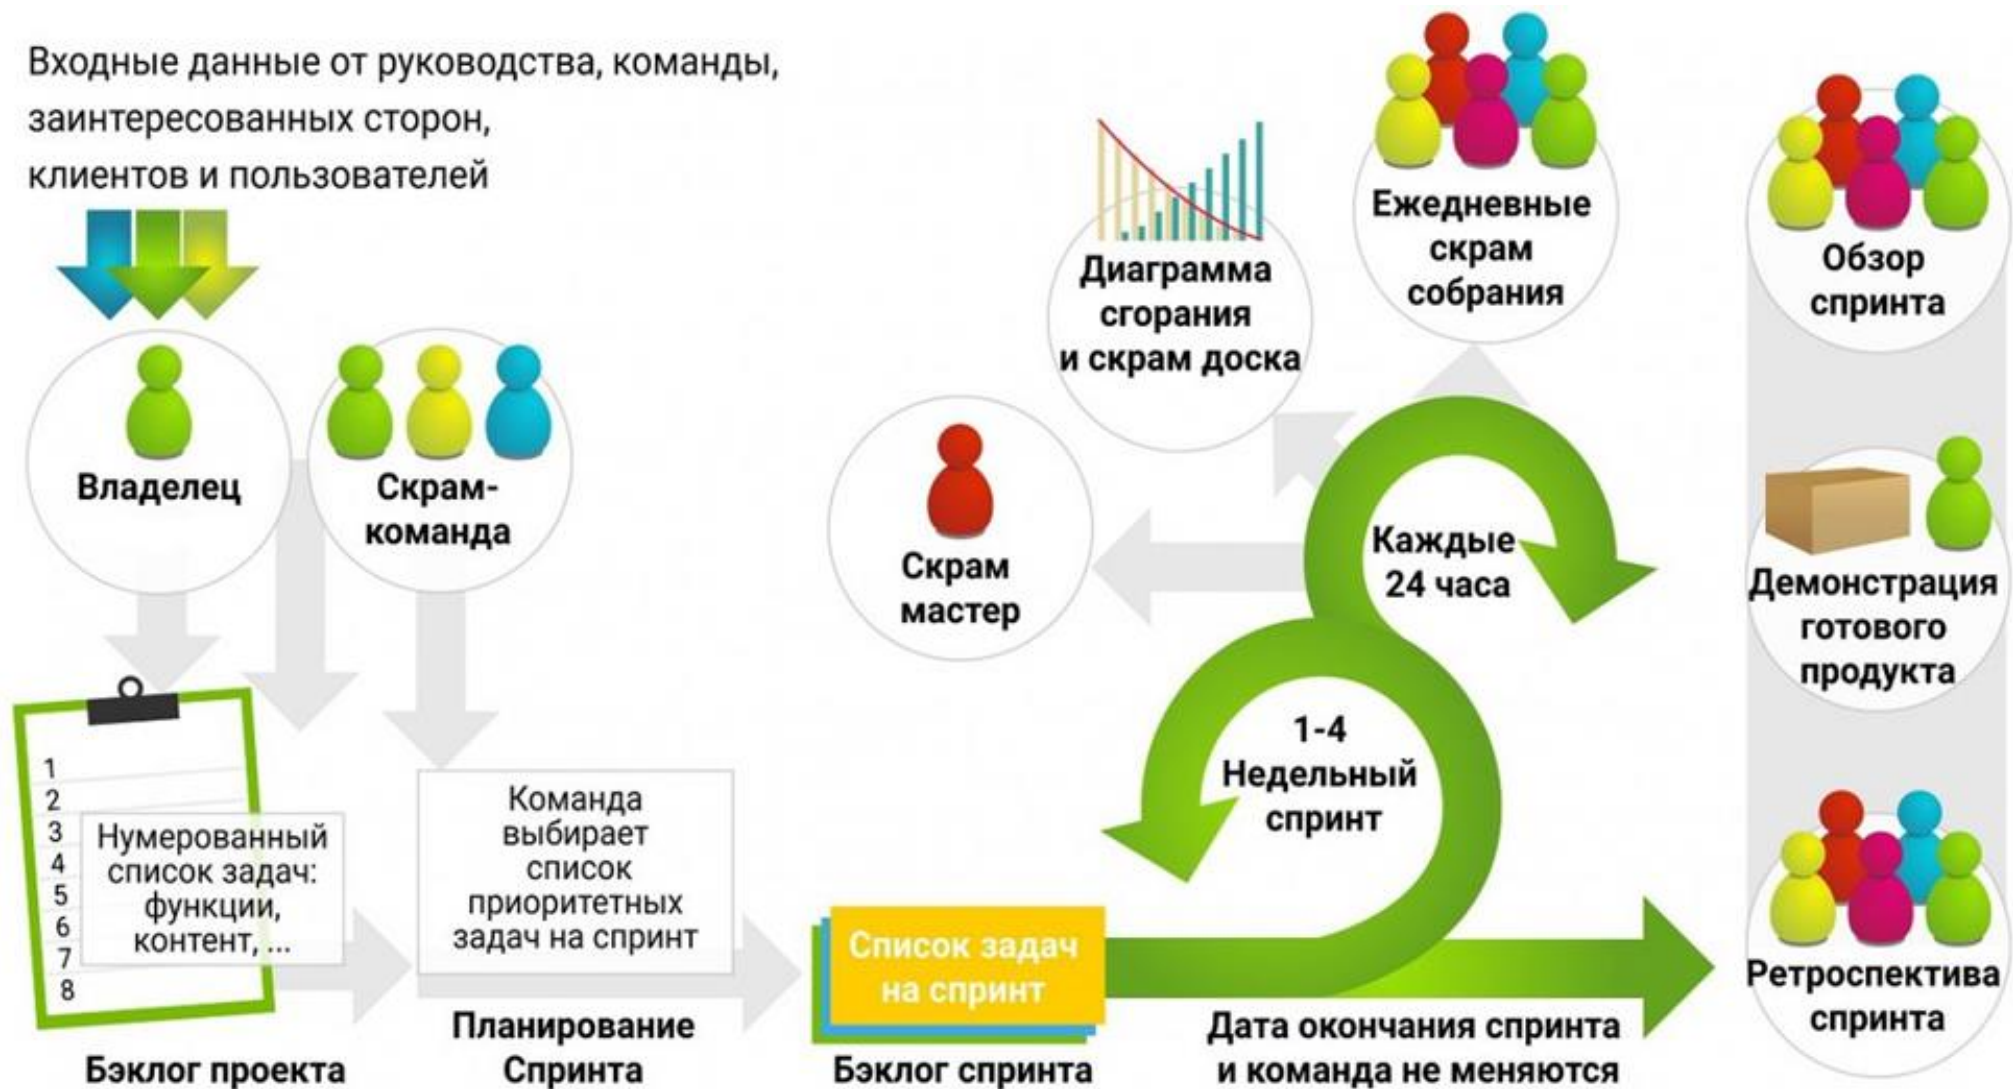 Входные данные от руководства, команды,
заинтересованных сторон,
клиентов и пользователей
Владелец
Скрам-
команда
1
2
3
4
5
6
7
8
Нумерованный
список задач:
функции,
контент, ...
Бэклог проекта
Команда
выбирает
список
приоритетных
задач на спринт
Планирование
Спринта
Список задач
на спринт
Бэклог спринта
Скрам
мастер
Диаграмма
сгорания
и скрам доска
Ежедневные
скрам
собрания
Каждые
24 часа
1-4
Недельный
спринт
Дата окончания спринта
и команда не меняются
Обзор
спринта
Демонстрация
готового
продукта
Ретроспектива
спринта